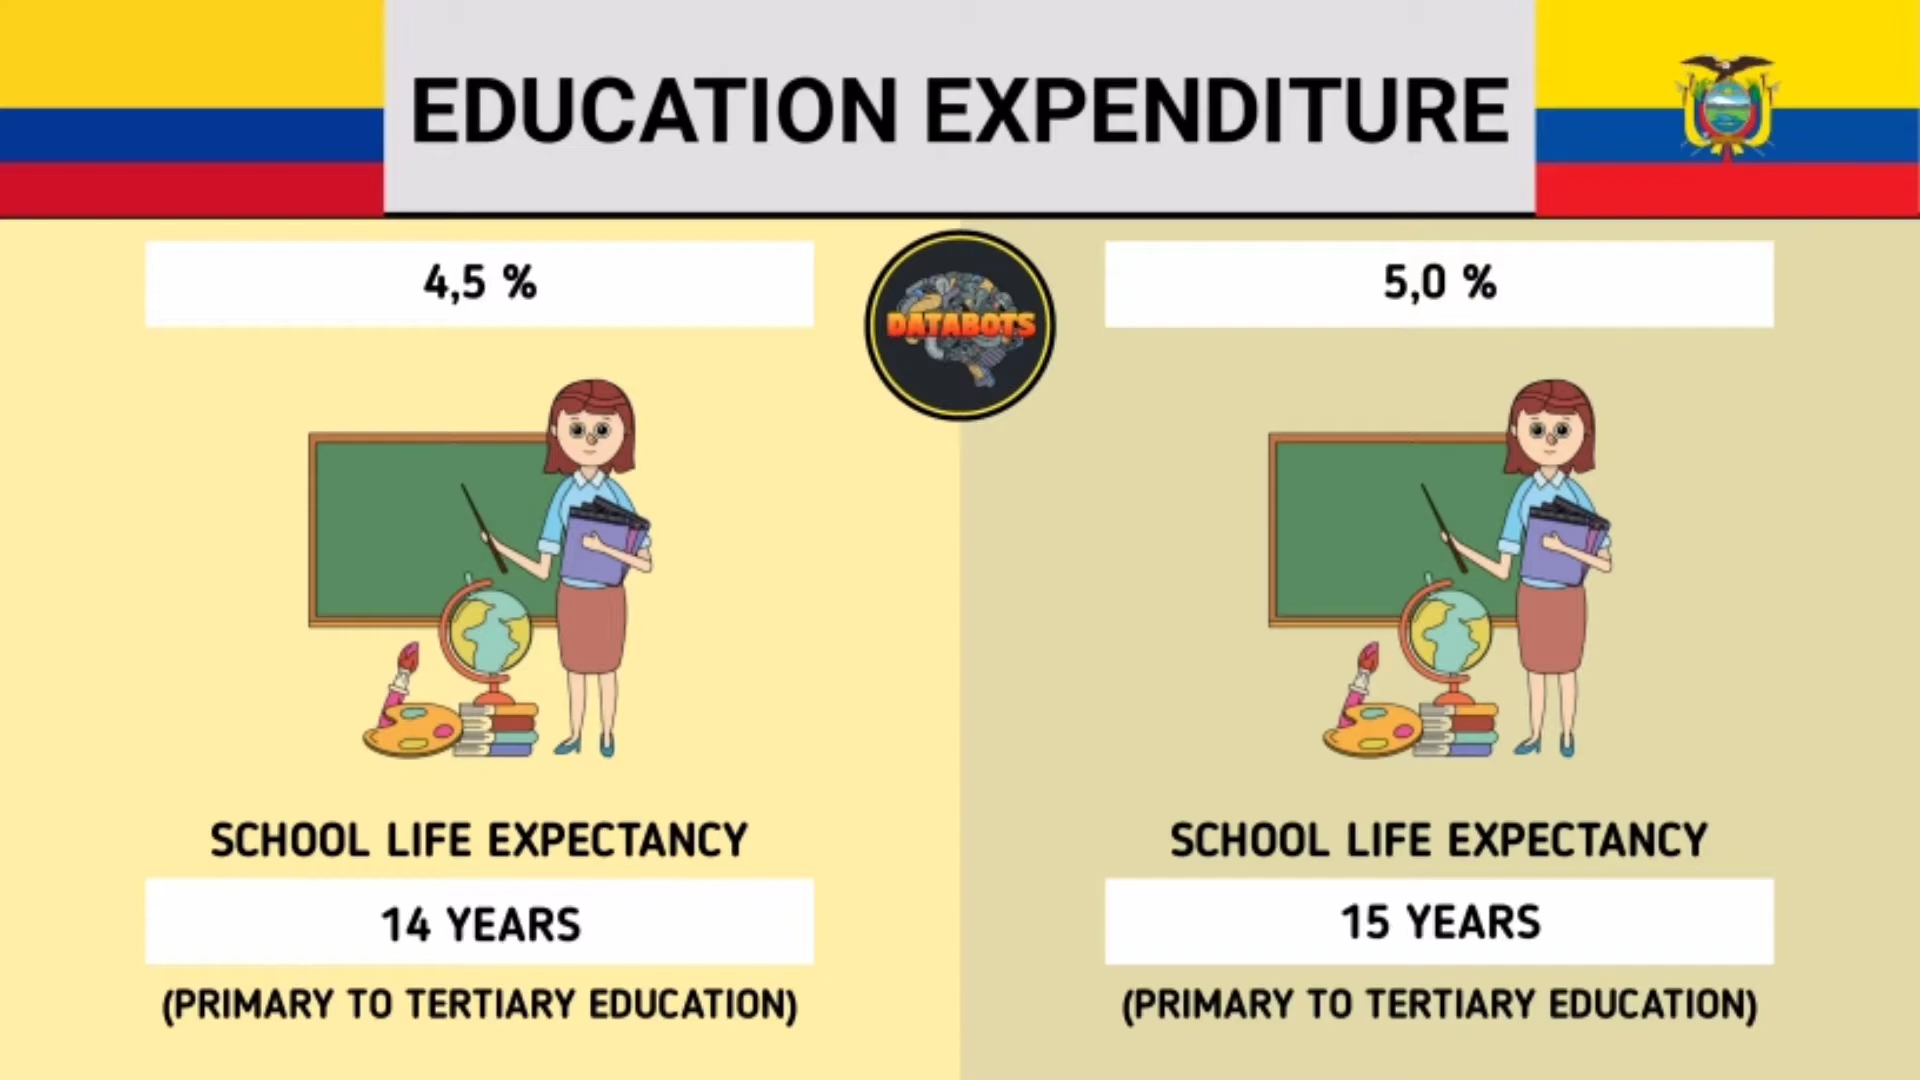 EDUCATION EXPENDITURE
4,5 %
5,0 %
DATABOTS
SCHOOL LIFE EXPECTANCY
14 YEARS
(PRIMARY TO TERTIARY EDUCATION)
SCHOOL LIFE EXPECTANCY
15 YEARS
(PRIMARY TO TERTIARY EDUCATION)